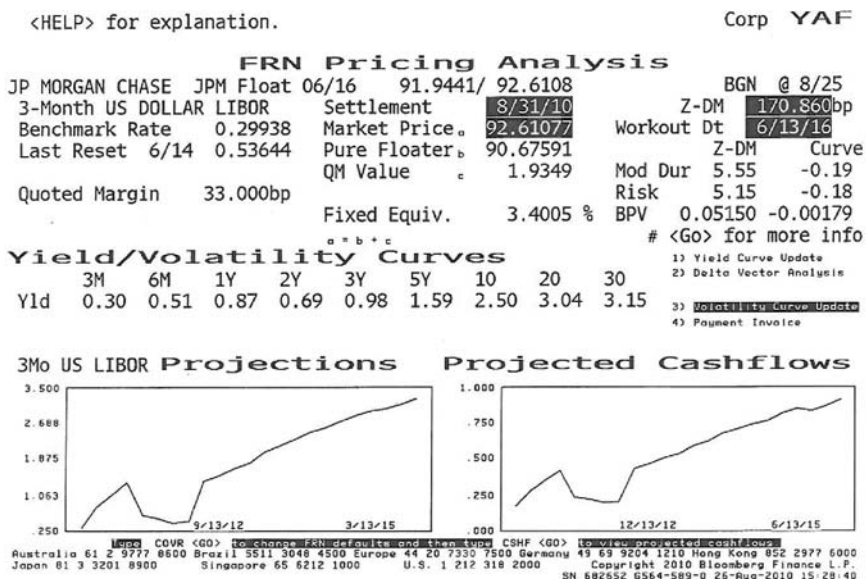 <HELP> for explanation.
Corp YAF
FRN Pricing Analysis
JP MORGAN CHASE JPM Float 06/16 91.9441/ 92.6108 BGN @ 8/25
3-Month US DOLLAR LIBOR Settlement 8/31/10 Z-DM 170.860bp
Benchmark Rate 0.29938 Market Price a 92.61077 Workout Dt 6/13/16
Last Reset 6/14 0.53644 Pure Floater b 90.67591 Z-DM Curve
QM Value c 1.9349 Mod Dur 5.55 -0.19
Quoted Margin 33.000bp Risk 5.15 -0.18
Fixed Equiv. 3.4005 % BPV 0.05150 -0.00179
a = b + c # <Go> for more info
Yield/Volatility Curves
1) Yield Curve Update
2) Delta Vector Analysis
3M 6M 1Y 2Y 3Y 5Y 10 20 30
Yld 0.30 0.51 0.87 0.69 0.98 1.59 2.50 3.04 3.15
3) Volatility Curve Update
4) Payment Invoice
3Mo US LIBOR Projections
3.500
2.688
1.875
1.063
.250
9/13/12 3/13/15
Projected Cashflows
1.000
.750
.500
.250
.000
12/13/12 6/13/15
Type COVR <GO> to change FRN defaults and then type CSHF <GO> to view projected cashflows
Australia 61 2 9777 8600 Brazil 5511 3048 4500 Europe 44 20 7330 7500 Germany 49 69 9204 1210 Hong Kong 852 2977 6000
Japan 81 3 3201 8900 Singapore 65 6212 1000 U.S. 1 212 318 2000 Copyright 2010 Bloomberg Finance L.P.
SN 682652 G564-589-0 26-Aug-2010 15:28:40